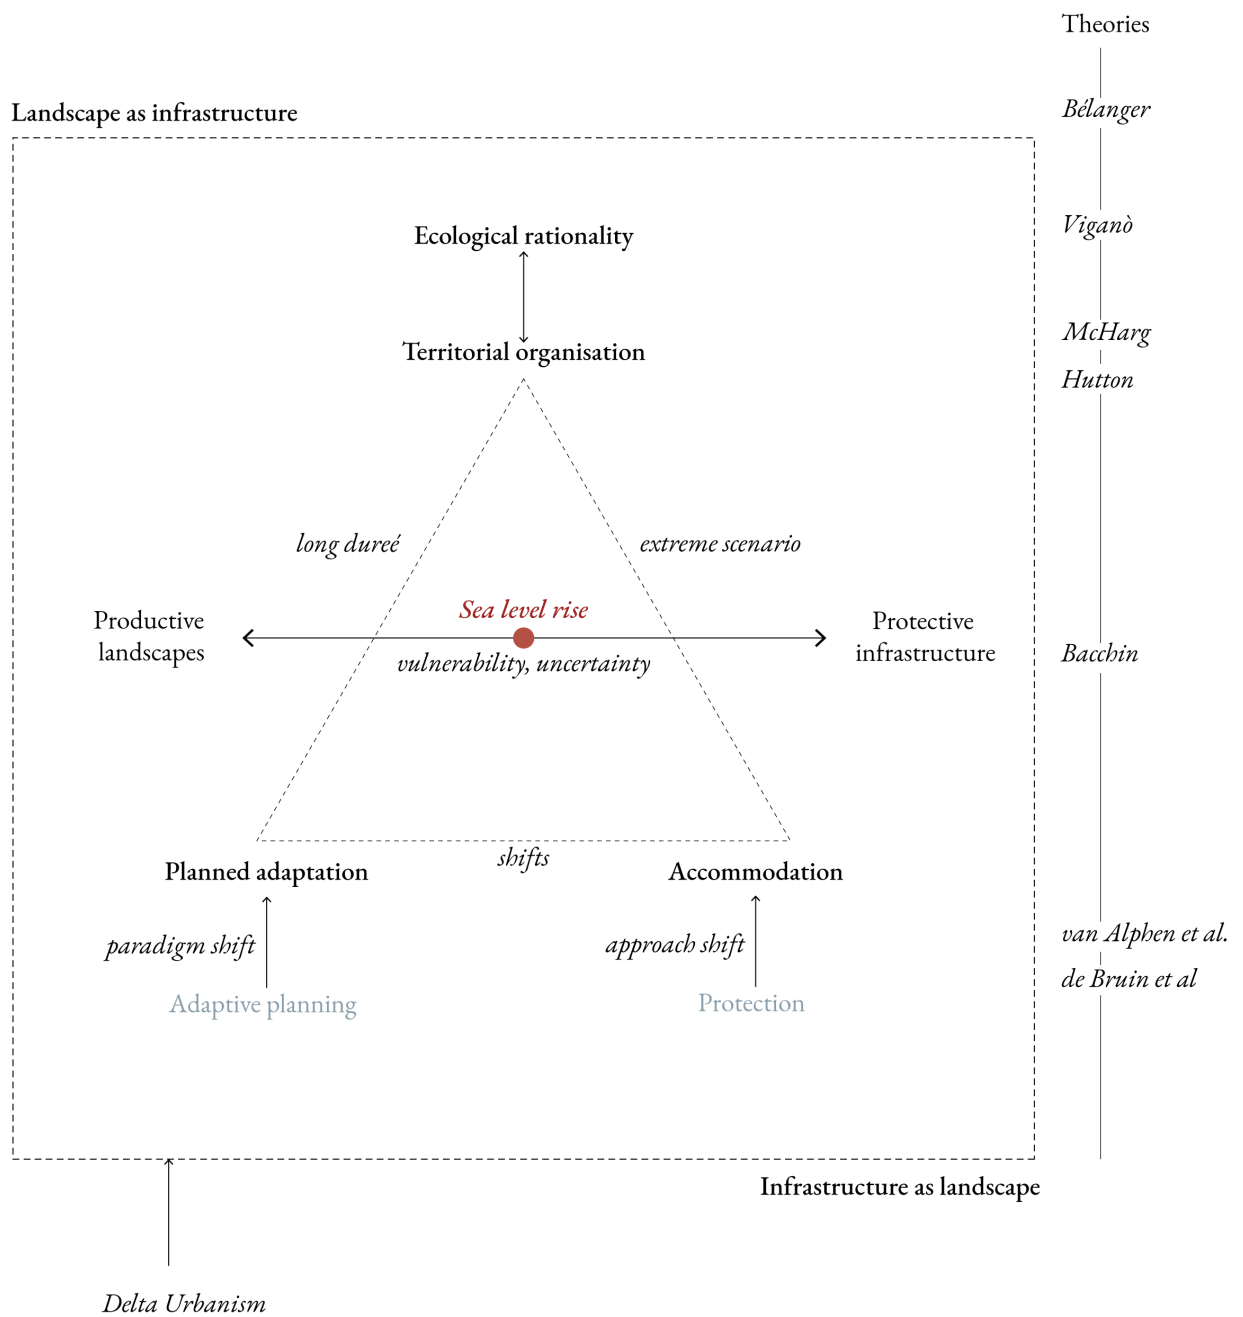 Theories
Bélanger
Landscape as infrastructure
Viganò
Ecological rationality
McHarg
Territorial organisation
Hutton
long dureé
extreme scenario
Sea level rise
Productive
landscapes
Protective
infrastructure
vulnerability, uncertainty
Bacchin
shifts
Planned adaptation
Accommodation
van Alphen et al.
paradigm shift
approach shift
de Bruin et al
Adaptive planning
Protection
Infrastructure as landscape
Delta Urbanism